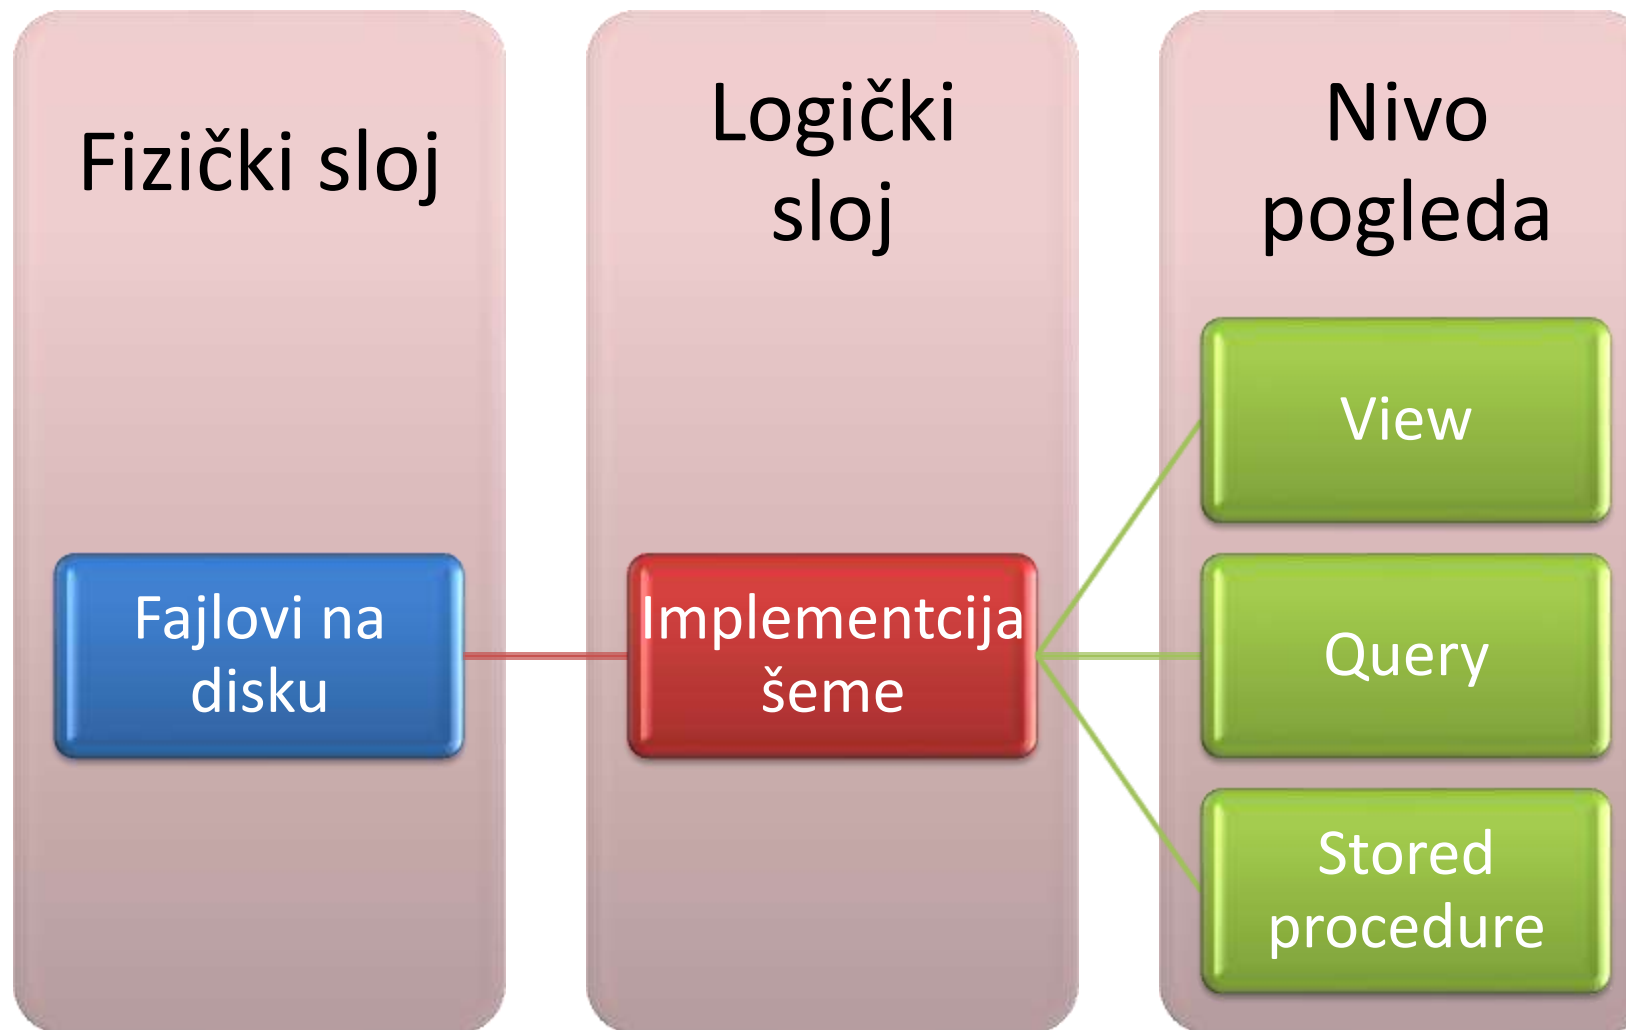 Fizički sloj
Logički
sloj
Nivo
pogleda
Fajlovi na
disku
Implementcija
šeme
View
Query
Stored
procedure